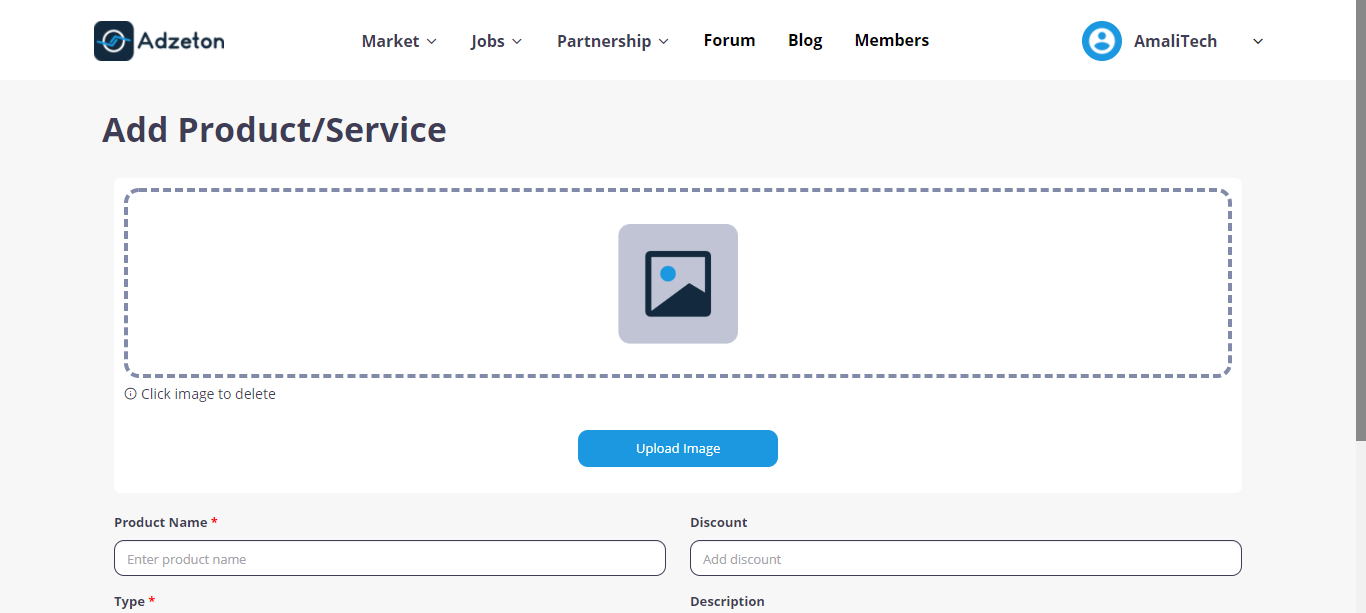 Adzeton Market Jobs Partnership Forum Blog Members AmaliTech
Add Product/Service
Click image to delete
Upload Image
Product Name * Discount
Enter product name Add discount
Type * Description